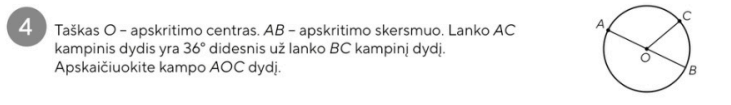 4
Taškas O – apskritimo centras. AB – apskritimo skersmuo. Lanko AC
kampinis dydis yra 36° didesnis už lanko BC kampinį dydį.
Apskaičiuokite kampo AOC dydį.
A
C
O
B